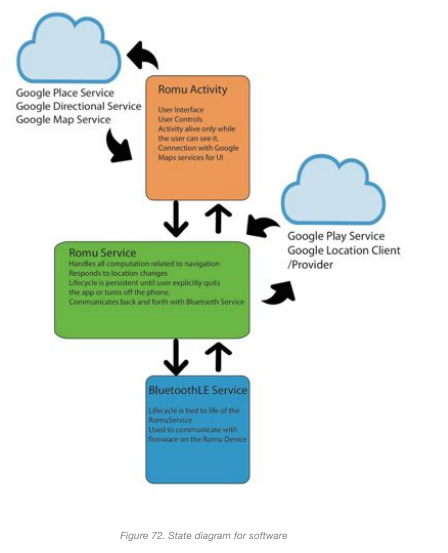 Google Place Service
Google Directional Service
Google Map Service
Romu Activity
User Interface
User Controls
Activity alive only while
the user can see it.
Connection with Google
Maps services for UI
Google Play Service
Google Location Client
/Provider
Romu Service
Handles all computation related to navigation
Responds to location changes
Lifecycle is persistent until user explicitly quits
the app or turns off the phone.
Communicates back and forth with Bluetooth Service
BluetoothLE Service
Lifecycle is tied to life of the
RomuService
Used to communicate with
firmware on the Romu Device
Figure 72. State diagram for software